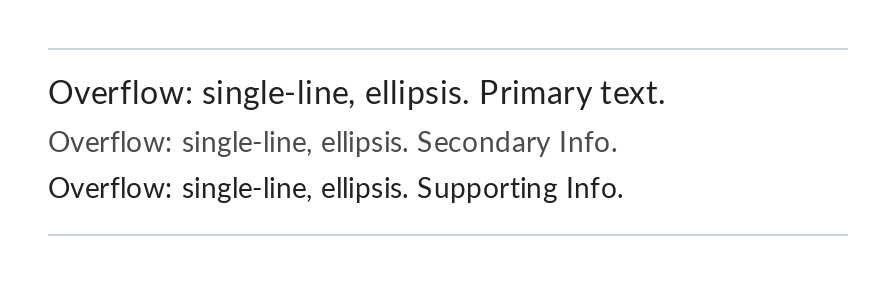 Overflow: single-line, ellipsis. Primary text.
Overflow: single-line, ellipsis. Secondary Info.
Overflow: single-line, ellipsis. Supporting Info.